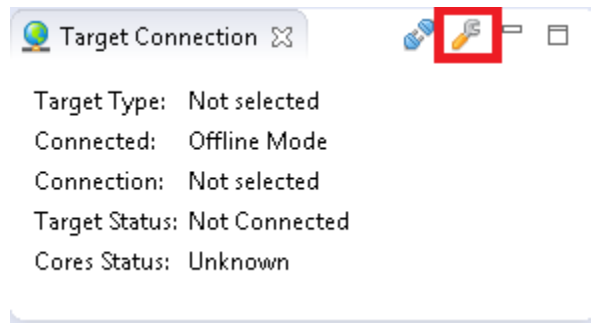 Target Connection
Target Type: Not selected
Connected: Offline Mode
Connection: Not selected
Target Status: Not Connected
Cores Status: Unknown